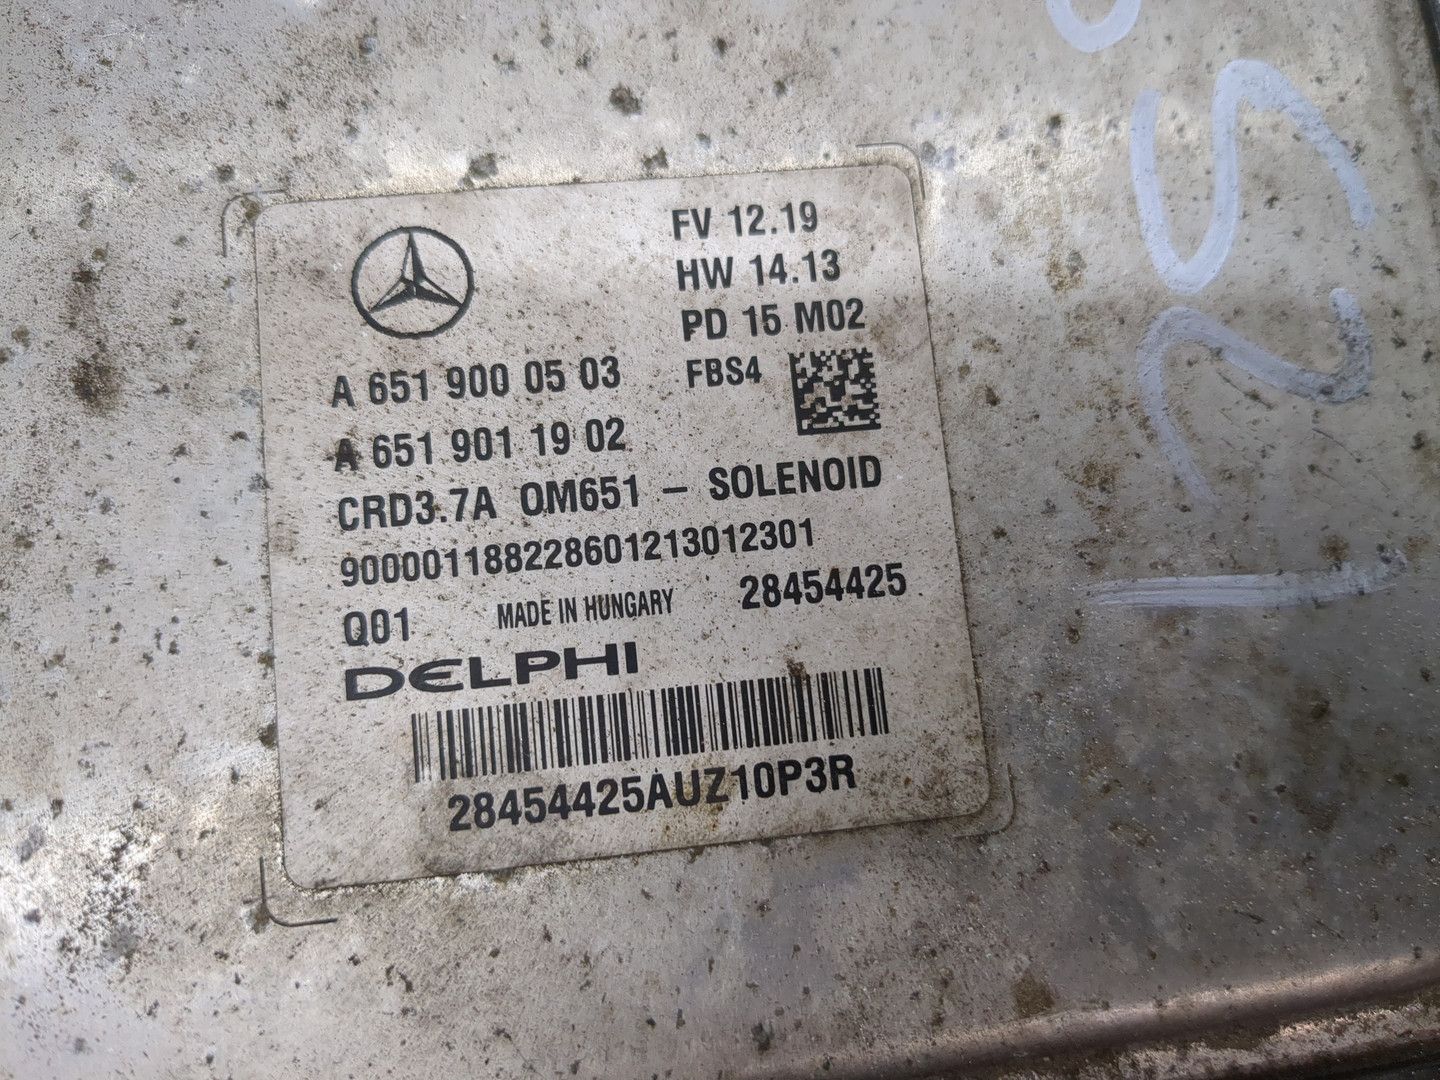 FV 12.19
HW 14.13
PD 15 M02
FBS4
A 651 900 05 03
A 651 901 19 02
CRD3.7A OM651 – SOLENOID
900001188228601213012301
Q01 MADE IN HUNGARY 28454425
DELPHI
28454425AUZ10P3R